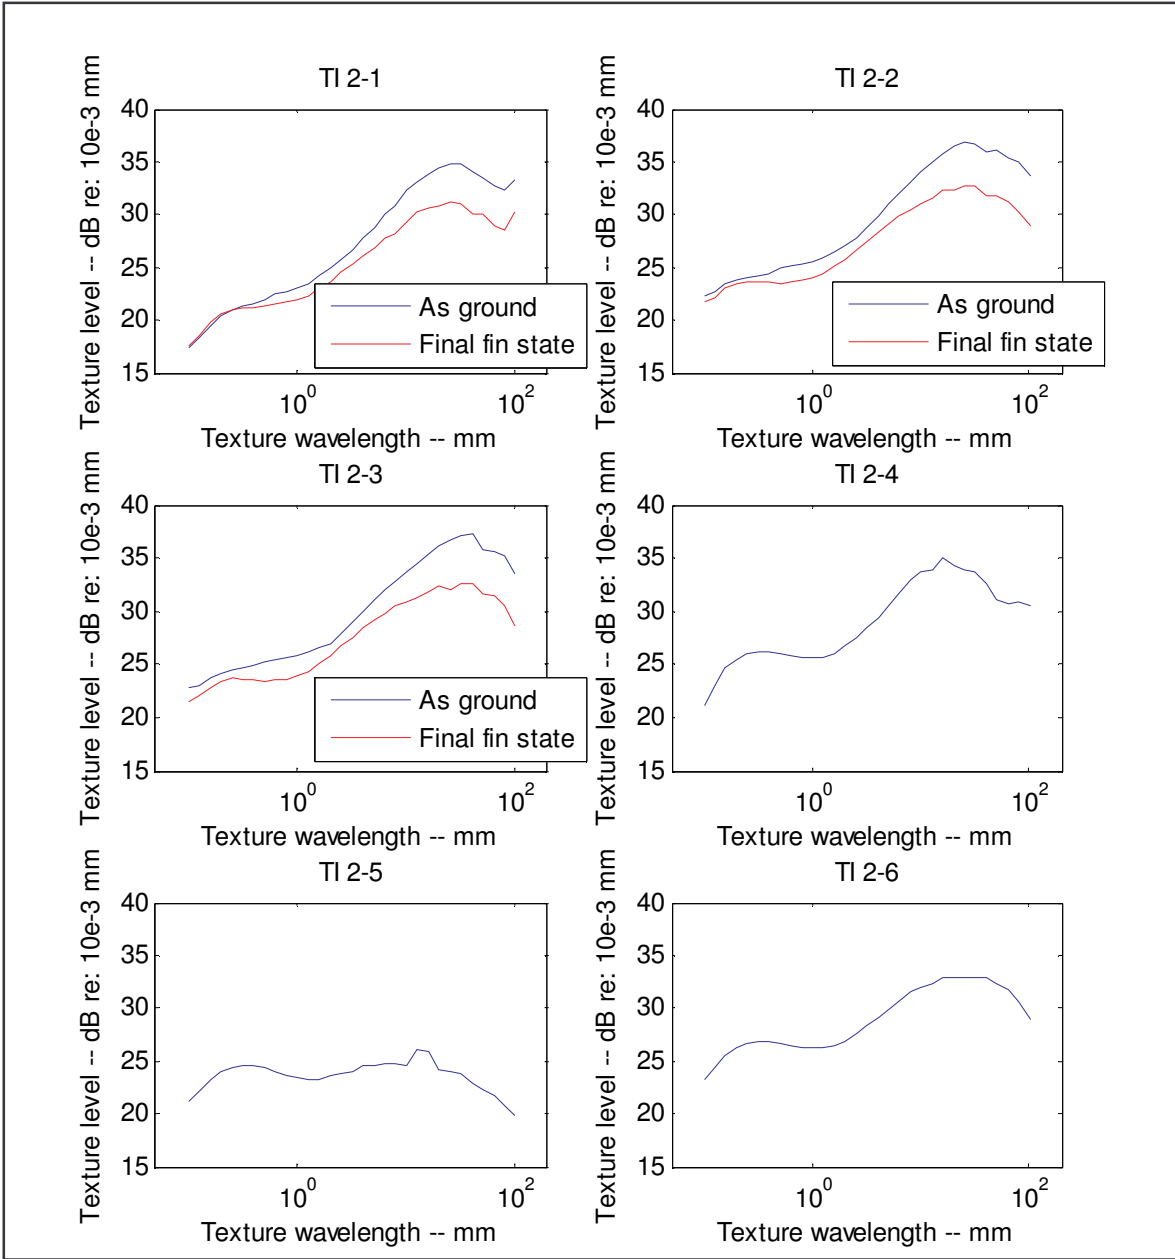 TI 2-1
Texture level -- dB re: 10e-3 mm
40
35
30
25
20
15
As ground
Final fin state
10^0
10^2
Texture wavelength -- mm
TI 2-2
Texture level -- dB re: 10e-3 mm
40
35
30
25
20
15
As ground
Final fin state
10^0
10^2
Texture wavelength -- mm
TI 2-3
Texture level -- dB re: 10e-3 mm
40
35
30
25
20
15
As ground
Final fin state
10^0
10^2
Texture wavelength -- mm
TI 2-4
Texture level -- dB re: 10e-3 mm
40
35
30
25
20
15
10^0
10^2
Texture wavelength -- mm
TI 2-5
Texture level -- dB re: 10e-3 mm
40
35
30
25
20
15
10^0
10^2
Texture wavelength -- mm
TI 2-6
Texture level -- dB re: 10e-3 mm
40
35
30
25
20
15
10^0
10^2
Texture wavelength -- mm